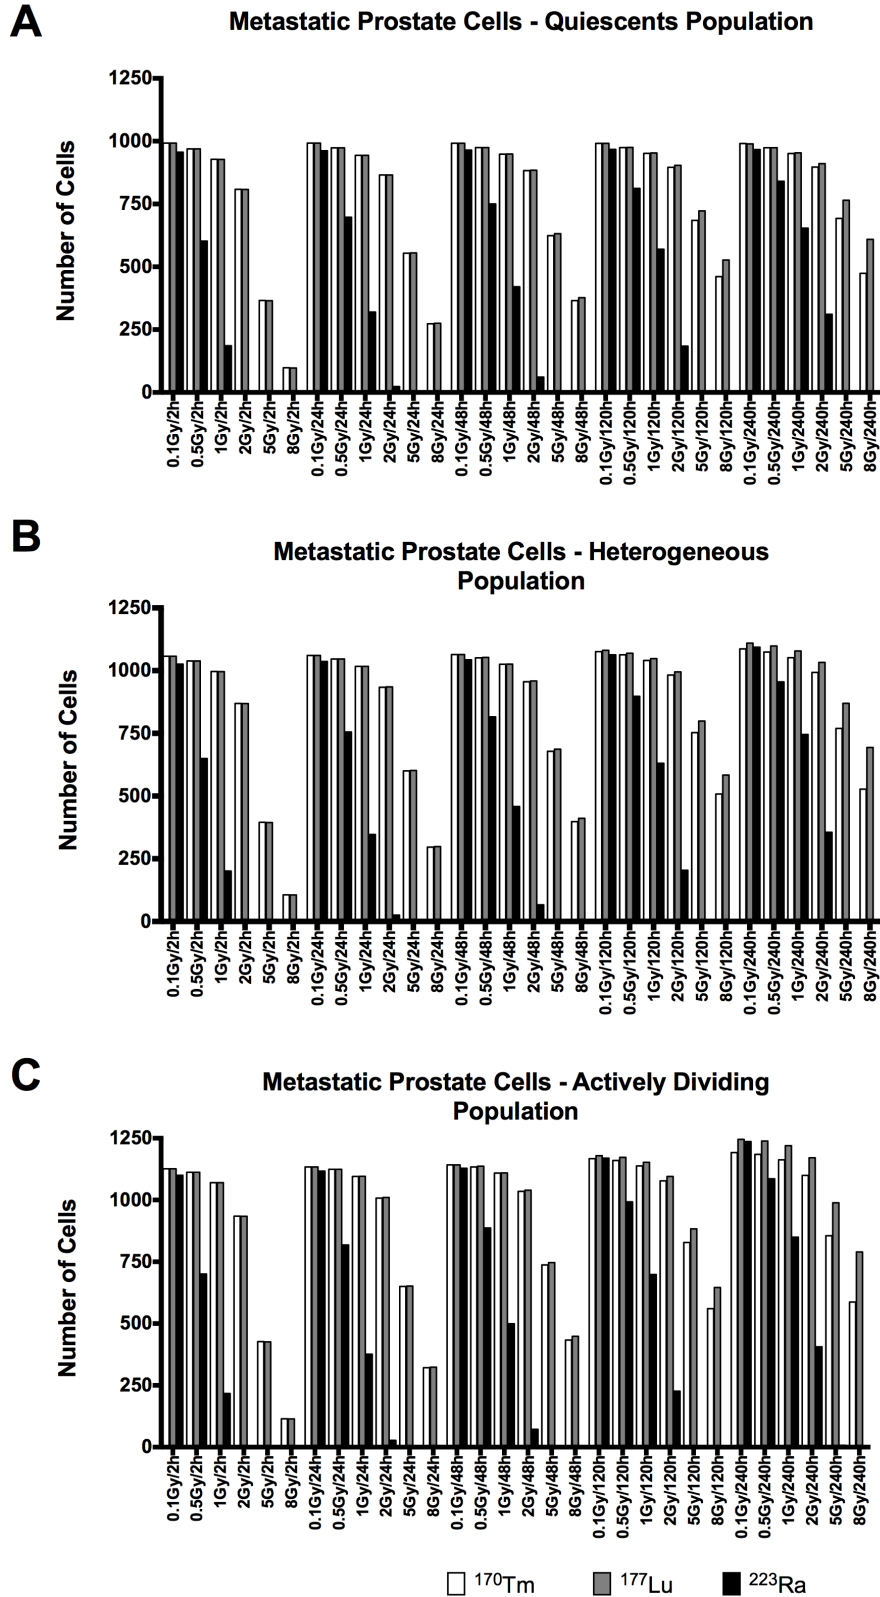 A
Metastatic Prostate Cells - Quiescents Population
Number of Cells
1250
1000
750
500
250
0
0.1Gy/2h
0.5Gy/2h
1Gy/2h
2Gy/2h
5Gy/2h
8Gy/2h
0.1Gy/24h
0.5Gy/24h
1Gy/24h
2Gy/24h
5Gy/24h
8Gy/24h
0.1Gy/48h
0.5Gy/48h
1Gy/48h
2Gy/48h
5Gy/48h
8Gy/48h
0.1Gy/120h
0.5Gy/120h
1Gy/120h
2Gy/120h
5Gy/120h
8Gy/120h
0.1Gy/240h
0.5Gy/240h
1Gy/240h
2Gy/240h
5Gy/240h
8Gy/240h
B
Metastatic Prostate Cells - Heterogeneous
Population
Number of Cells
1250
1000
750
500
250
0
0.1Gy/2h
0.5Gy/2h
1Gy/2h
2Gy/2h
5Gy/2h
8Gy/2h
0.1Gy/24h
0.5Gy/24h
1Gy/24h
2Gy/24h
5Gy/24h
8Gy/24h
0.1Gy/48h
0.5Gy/48h
1Gy/48h
2Gy/48h
5Gy/48h
8Gy/48h
0.1Gy/120h
0.5Gy/120h
1Gy/120h
2Gy/120h
5Gy/120h
8Gy/120h
0.1Gy/240h
0.5Gy/240h
1Gy/240h
2Gy/240h
5Gy/240h
8Gy/240h
C
Metastatic Prostate Cells - Actively Dividing
Population
Number of Cells
1250
1000
750
500
250
0
0.1Gy/2h
0.5Gy/2h
1Gy/2h
2Gy/2h
5Gy/2h
8Gy/2h
0.1Gy/24h
0.5Gy/24h
1Gy/24h
2Gy/24h
5Gy/24h
8Gy/24h
0.1Gy/48h
0.5Gy/48h
1Gy/48h
2Gy/48h
5Gy/48h
8Gy/48h
0.1Gy/120h
0.5Gy/120h
1Gy/120h
2Gy/120h
5Gy/120h
8Gy/120h
0.1Gy/240h
0.5Gy/240h
1Gy/240h
2Gy/240h
5Gy/240h
8Gy/240h
¹⁷⁰Tm ¹⁷⁷Lu ²²³Ra